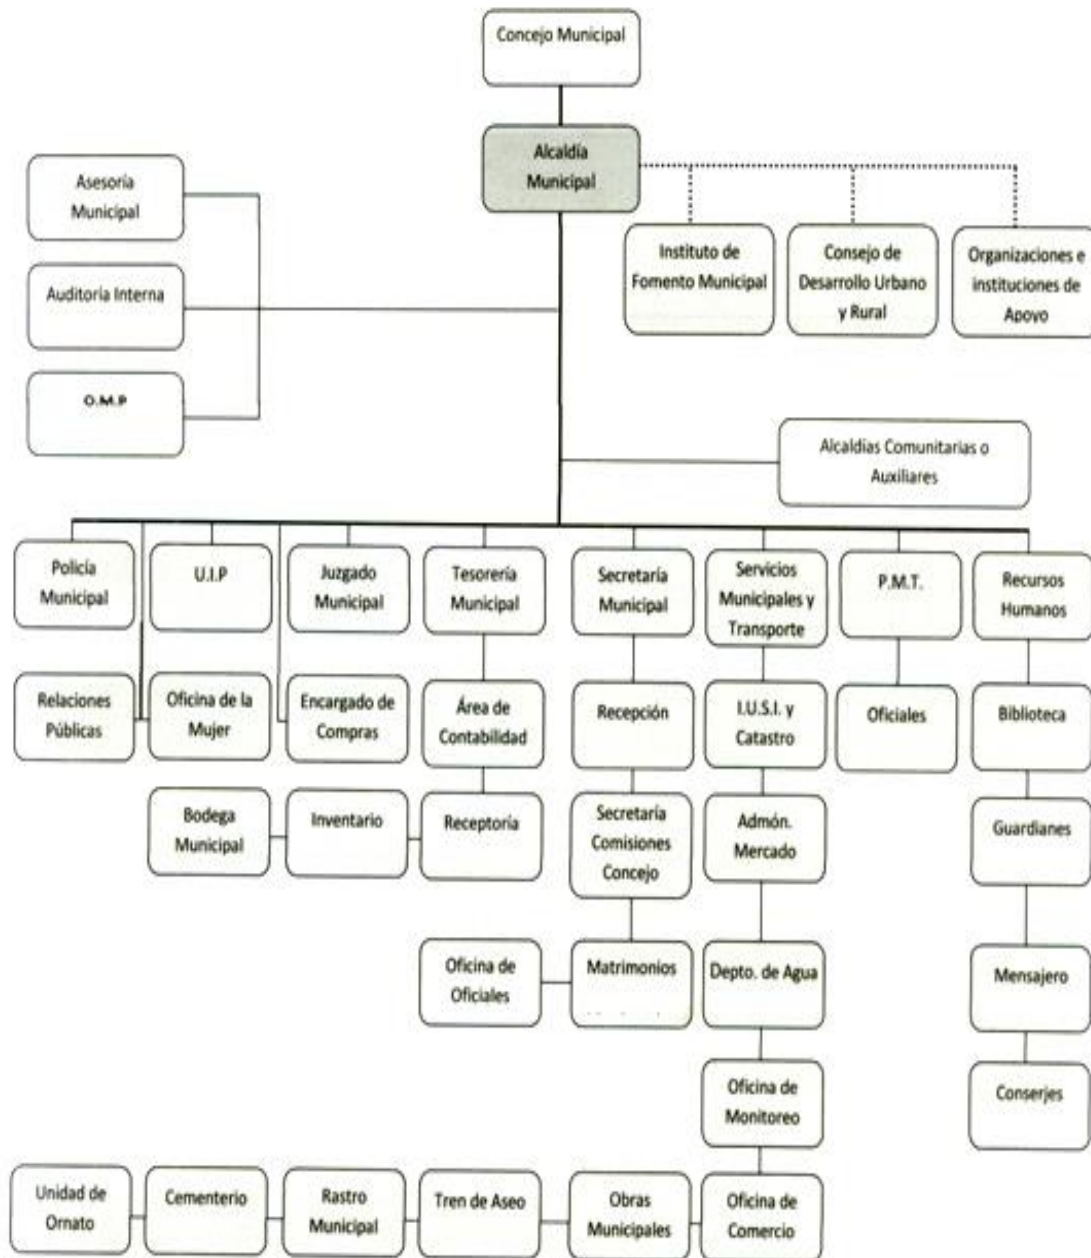 Concejo Municipal
Alcaldía
Municipal
Asesoría
Municipal
Auditoría Interna
O.M.P
Instituto de
Fomento Municipal
Consejo de
Desarrollo Urbano
y Rural
Organizaciones e
instituciones de
Apoyo
Alcaldías Comunitarias o
Auxiliares
Policía
Municipal
U.I.P
Juzgado
Municipal
Tesorería
Municipal
Secretaría
Municipal
Servicios
Municipales y
Transporte
P.M.T.
Recursos
Humanos
Relaciones
Públicas
Oficina de la
Mujer
Encargado de
Compras
Área de
Contabilidad
Recepción
I.U.S.I. y
Catastro
Oficiales
Biblioteca
Bodega
Municipal
Inventario
Receptoría
Secretaría
Comisiones
Concejo
Admón.
Mercado
Guardianes
Oficina de
Oficiales
Matrimonios
Depto. de Agua
Mensajero
Oficina de
Monitoreo
Conserjes
Unidad de
Ornato
Cementerio
Rastro
Municipal
Tren de Aseo
Obras
Municipales
Oficina de
Comercio